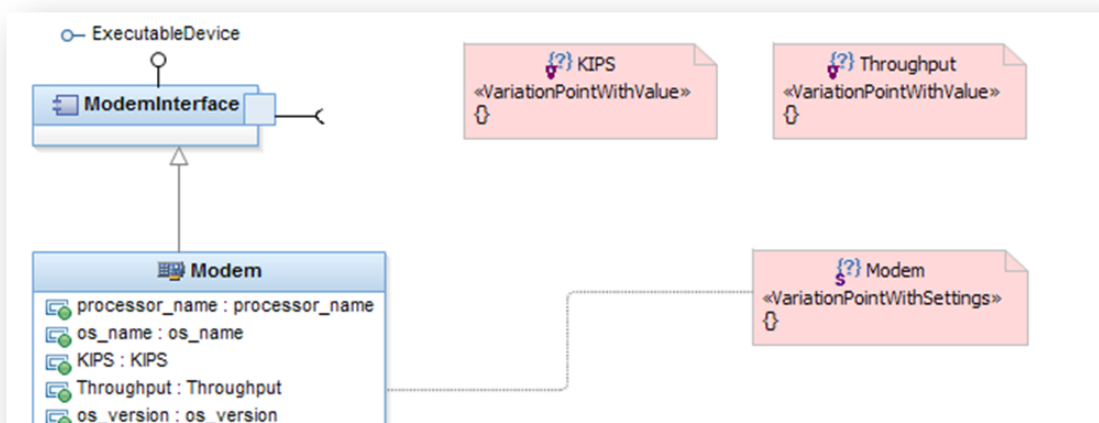 ExecutableDevice
ModemInterface
{?} KIPS
«VariationPointWithValue»
{}
{?} Throughput
«VariationPointWithValue»
{}
Modem
processor_name : processor_name
os_name : os_name
KIPS : KIPS
Throughput : Throughput
os_version : os_version
{?} Modem
«VariationPointWithSettings»
{}